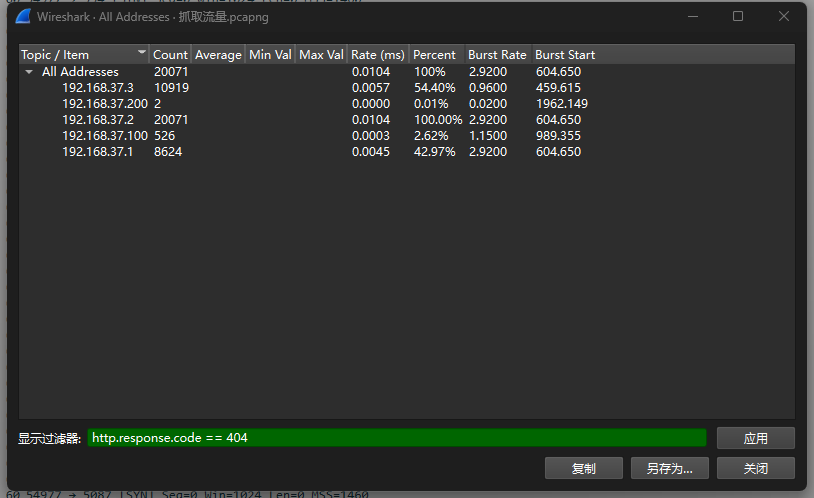 Wireshark · All Addresses · 抓取流星.pcapng
Topic / Item Count Average Min Val Max Val Rate (ms) Percent Burst Rate Burst Start
All Addresses 20071 0.0104 100% 2.9200 604.650
192.168.37.3 10919 0.0057 54.40% 0.9600 459.615
192.168.37.200 2 0.0000 0.01% 0.0200 1962.149
192.168.37.2 20071 0.0104 100.00% 2.9200 604.650
192.168.37.100 526 0.0003 2.62% 1.1500 989.355
192.168.37.1 8624 0.0045 42.97% 2.9200 604.650
显示过滤器: http.response.code == 404 应用
复制 另存为... 关闭
60 54977 → 5087 [SYN] Seq=0 Win=1024 Len=0 MSS=1460